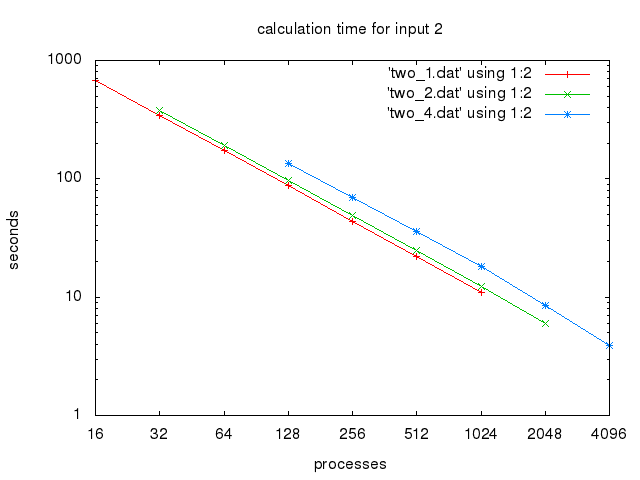 calculation time for input 2
1000
100
10
1
seconds
'two_1.dat' using 1:2
'two_2.dat' using 1:2
'two_4.dat' using 1:2
16 32 64 128 256 512 1024 2048 4096
processes